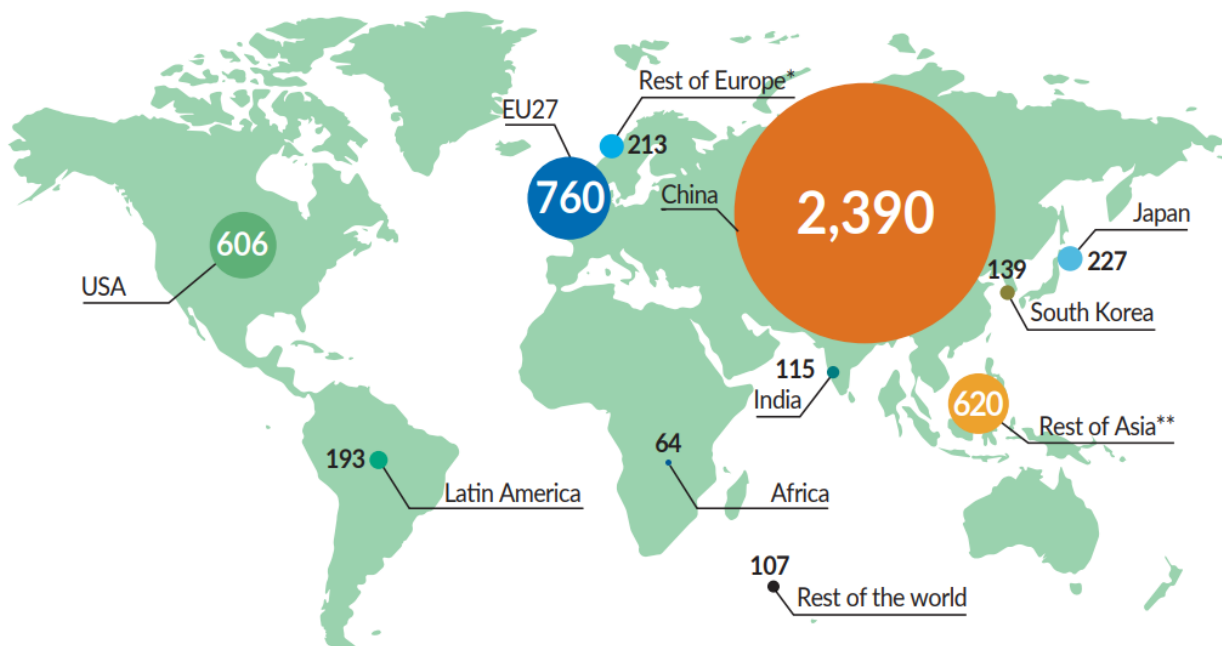 Rest of Europe*
213
EU27
760
China
2,390
Japan
227
139
South Korea
606
USA
115
India
620
Rest of Asia**
193
Latin America
64
Africa
107
Rest of the world